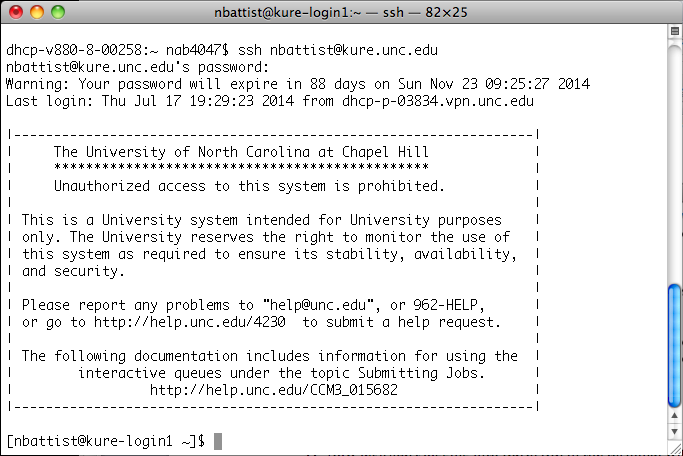 nbattist@kure-login1:~ — ssh — 82×25
dhcp-v880-8-00258:~ nab4047$ ssh nbattist@kure.unc.edu
nbattist@kure.unc.edu's password:
Warning: Your password will expire in 88 days on Sun Nov 23 09:25:27 2014
Last login: Thu Jul 17 19:29:23 2014 from dhcp-p-03834.vpn.unc.edu
|----------------------------------------------------------------|
| The University of North Carolina at Chapel Hill |
| ********************************************** |
| Unauthorized access to this system is prohibited. |
| |
| This is a University system intended for University purposes |
| only. The University reserves the right to monitor the use of |
| this system as required to ensure its stability, availability, |
| and security. |
| |
| Please report any problems to "help@unc.edu", or 962-HELP, |
| or go to http://help.unc.edu/4230 to submit a help request. |
| |
| The following documentation includes information for using the |
| interactive queues under the topic Submitting Jobs. |
| http://help.unc.edu/CCM3_015682 |
|----------------------------------------------------------------|
[nbattist@kure-login1 ~]$